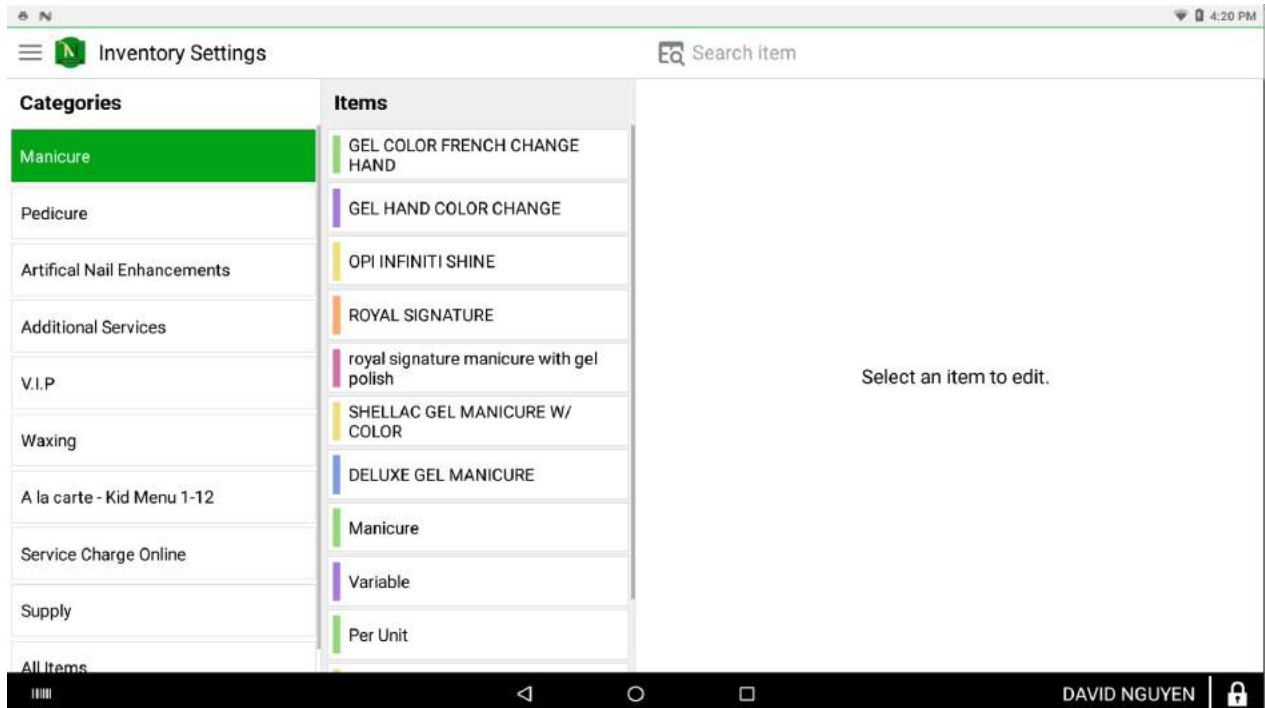 4:20 PM
Inventory Settings
Search item
Categories
Manicure
Pedicure
Artifical Nail Enhancements
Additional Services
V.I.P
Waxing
A la carte - Kid Menu 1-12
Service Charge Online
Supply
All Items
Items
GEL COLOR FRENCH CHANGE
HAND
GEL HAND COLOR CHANGE
OPI INFINITI SHINE
ROYAL SIGNATURE
royal signature manicure with gel
polish
SHELLAC GEL MANICURE W/
COLOR
DELUXE GEL MANICURE
Manicure
Variable
Per Unit
Select an item to edit.
DAVID NGUYEN